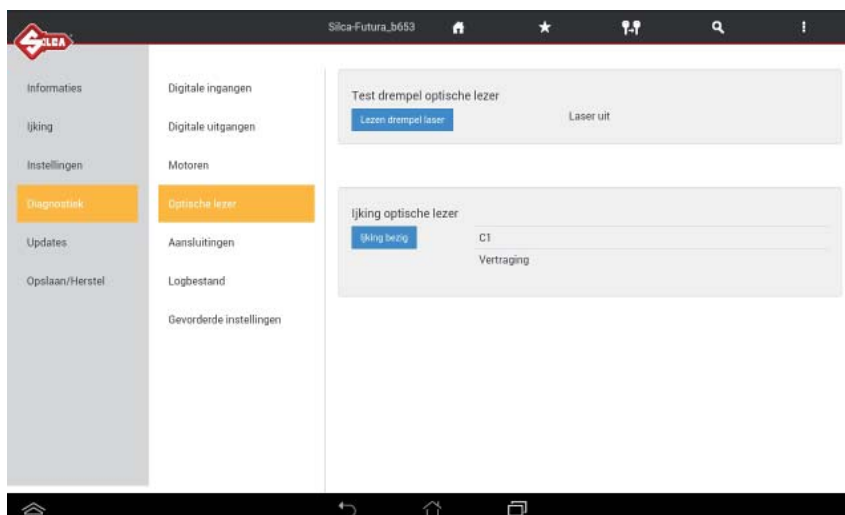 SILCA
Silca-Futura_b653
Informaties
Ijking
Instellingen
Diagnostiek
Updates
Opslaan/Herstel
Digitale ingangen
Digitale uitgangen
Motoren
Optische lezer
Aansluitingen
Logbestand
Gevorderde instellingen
Test drempel optische lezer
Lezen drempel laser
Laser uit
Ijking optische lezer
Ijking bezig
C1
Vertraging